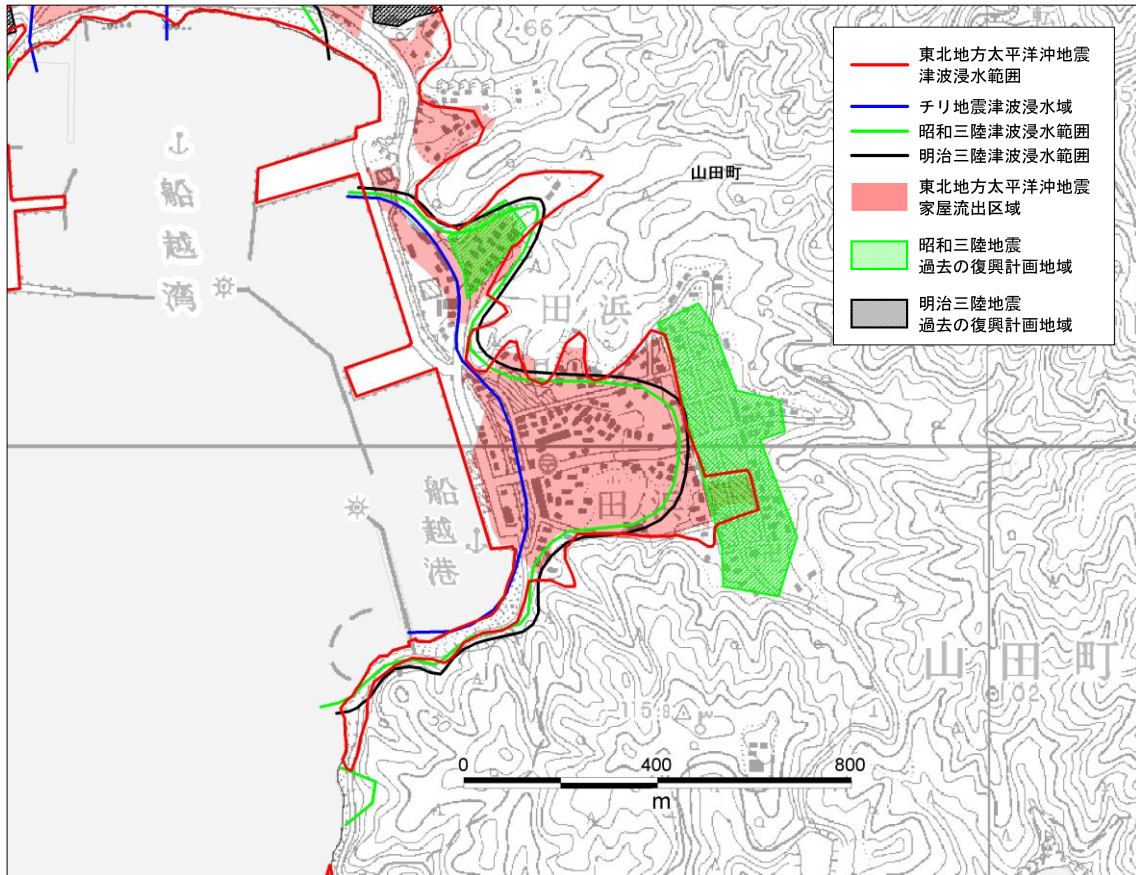 東北地方太平洋沖地震
津波浸水範囲
チリ地震津波浸水域
昭和三陸津波浸水範囲
明治三陸津波浸水範囲
東北地方太平洋沖地震
家屋流出区域
昭和三陸地震
過去の復興計画地域
明治三陸地震
過去の復興計画地域
・66
山田町
船越湾
田浜
船越港
田
山田町
115.8
102
0 400 800
m